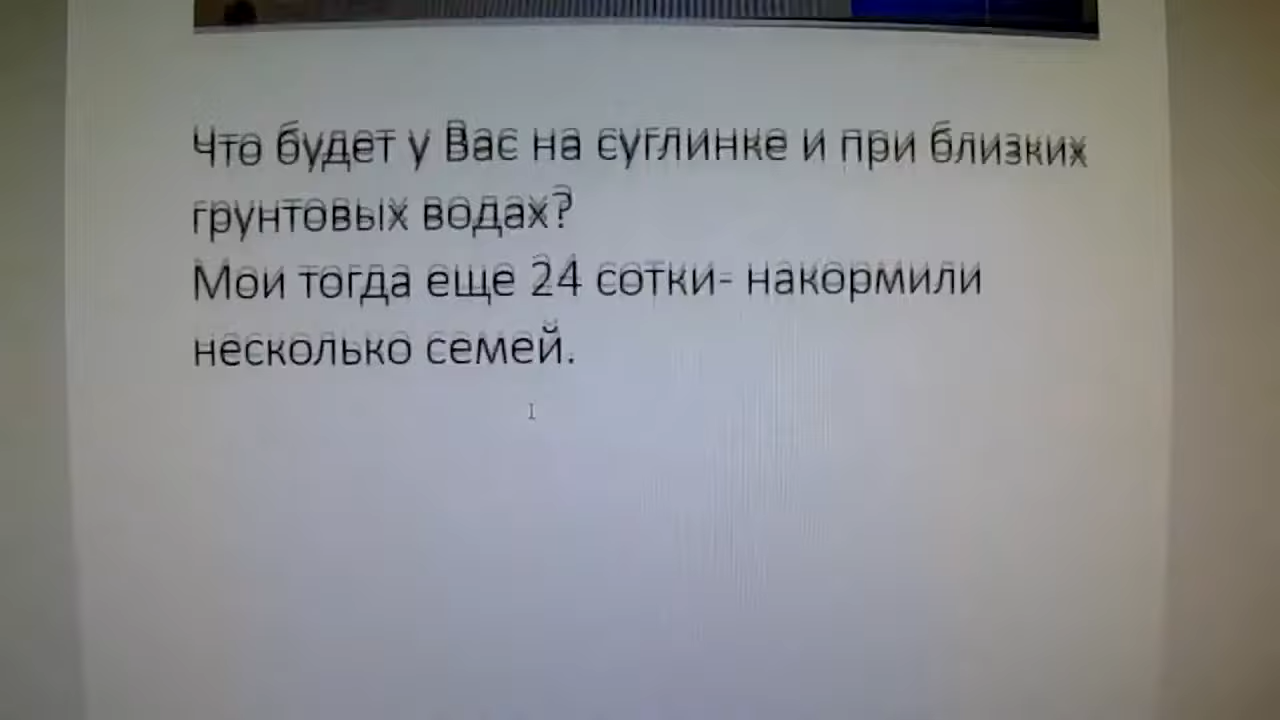 Что будет у Вас на суглинке и при близких
грунтовых водах?
Мои тогда еще 24 сотки- накормили
несколько семей.